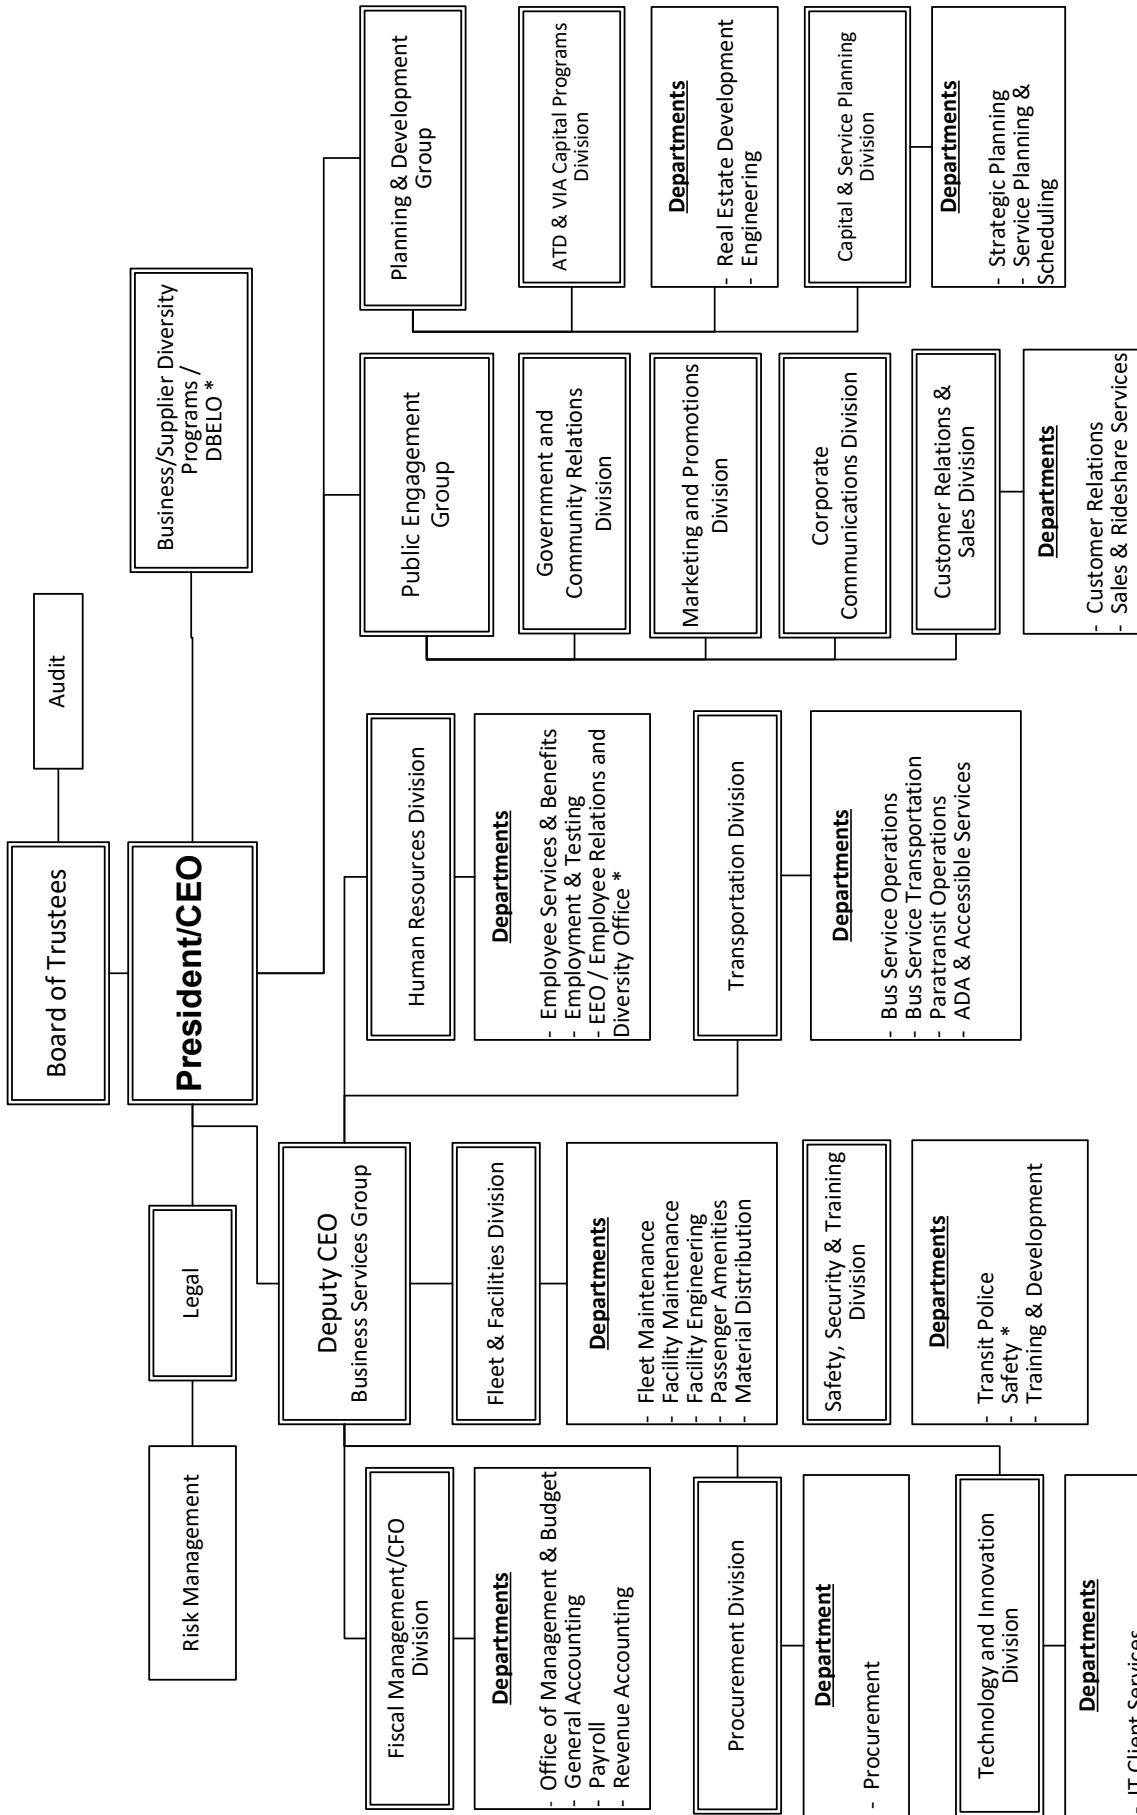 Board of Trustees
Audit
President/CEO
Business/Supplier Diversity
Programs /
DBELO *
Legal
Risk Management
Deputy CEO
Business Services Group
Fiscal Management/CFO
Division
Departments
- Office of Management & Budget
- General Accounting
- Payroll
- Revenue Accounting
Procurement Division
Department
- Procurement
Technology and Innovation
Division
Departments
IT Client Services
Fleet & Facilities Division
Departments
- Fleet Maintenance
- Facility Maintenance
- Facility Engineering
- Passenger Amenities
- Material Distribution
Safety, Security & Training
Division
Departments
- Transit Police
- Safety *
- Training & Development
Human Resources Division
Departments
- Employee Services & Benefits
- Employment & Testing
- EEO / Employee Relations and
Diversity Office *
Transportation Division
Departments
- Bus Service Operations
- Bus Service Transportation
- Paratransit Operations
- ADA & Accessible Services
Public Engagement
Group
Government and
Community Relations
Division
Marketing and Promotions
Division
Corporate
Communications Division
Customer Relations &
Sales Division
Departments
- Customer Relations
- Sales & Rideshare Services
Planning & Development
Group
ATD & VIA Capital Programs
Division
Departments
- Real Estate Development
- Engineering
Capital & Service Planning
Division
Departments
- Strategic Planning
- Service Planning &
Scheduling